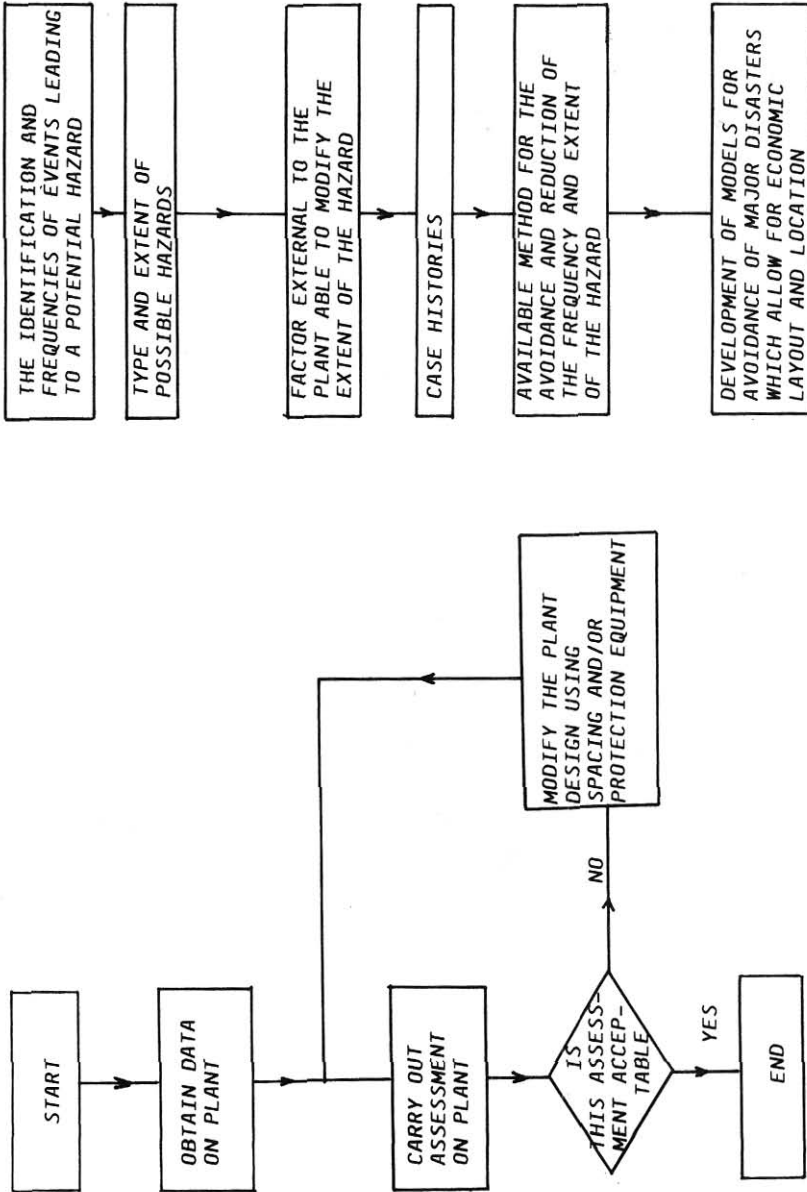 START
OBTAIN DATA
ON PLANT
CARRY OUT
ASSESSMENT
ON PLANT
IS
THIS ASSESS-
MENT ACCEP-
TABLE
NO
YES
END
MODIFY THE PLANT
DESIGN USING
SPACING AND/OR
PROTECTION EQUIPMENT
THE IDENTIFICATION AND
FREQUENCIES OF EVENTS LEADING
TO A POTENTIAL HAZARD
TYPE AND EXTENT OF
POSSIBLE HAZARDS
FACTOR EXTERNAL TO THE
PLANT ABLE TO MODIFY THE
EXTENT OF THE HAZARD
CASE HISTORIES
AVAILABLE METHOD FOR THE
AVOIDANCE AND REDUCTION OF
THE FREQUENCY AND EXTENT
OF THE HAZARD
DEVELOPMENT OF MODELS FOR
AVOIDANCE OF MAJOR DISASTERS
WHICH ALLOW FOR ECONOMIC
LAYOUT AND LOCATION